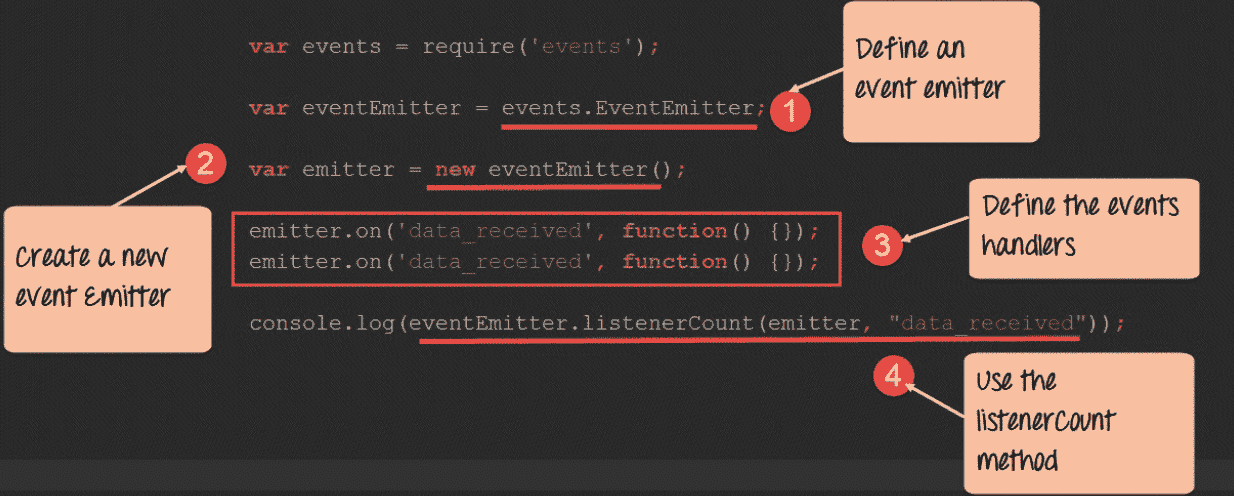 var events = require('events');
Define an
event emitter
var eventEmitter = events.EventEmitter;
1
2
var emitter = new eventEmitter();
Create a new
event Emitter
emitter.on('data_received', function() {});
emitter.on('data_received', function() {});
3
Define the events
handlers
console.log(eventEmitter.listenerCount(emitter, "data_received"));
4
Use the
listenerCount
method